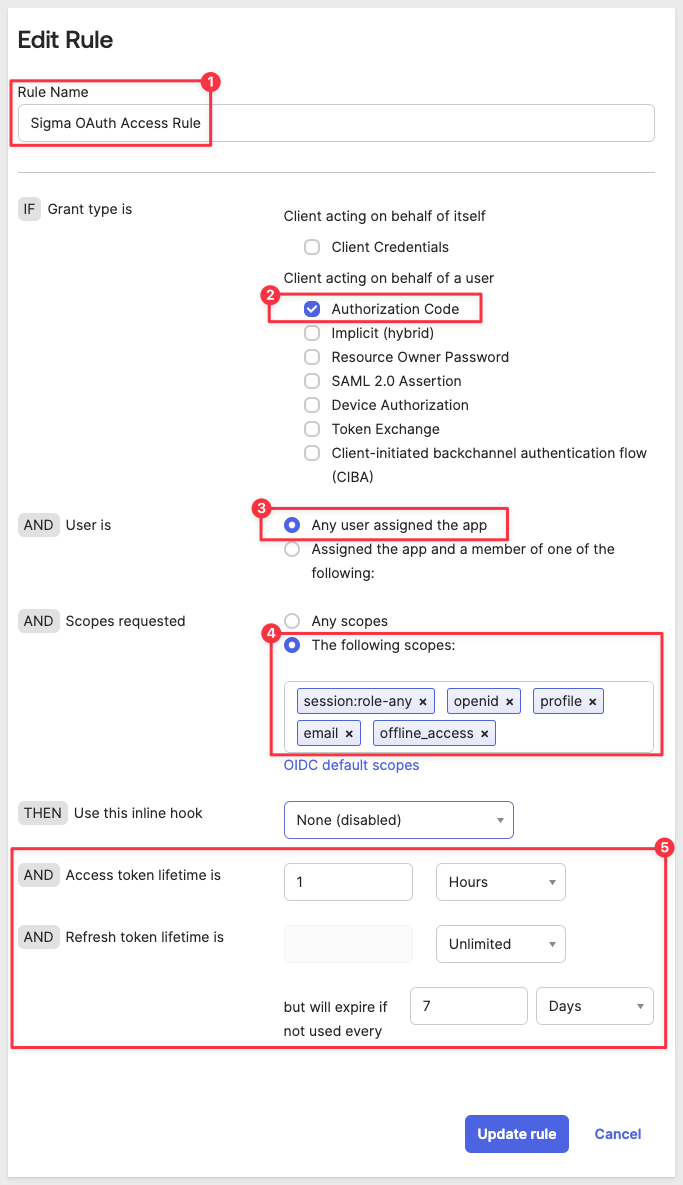 Edit Rule
1
Rule Name
Sigma OAuth Access Rule
IF Grant type is
Client acting on behalf of itself
Client Credentials
Client acting on behalf of a user
2
Authorization Code
Implicit (hybrid)
Resource Owner Password
SAML 2.0 Assertion
Device Authorization
Token Exchange
Client-initiated backchannel authentication flow
(CIBA)
3
AND User is
Any user assigned the app
Assigned the app and a member of one of the
following:
AND Scopes requested
Any scopes
4
The following scopes:
session:role-any × openid × profile ×
email × offline_access ×
OIDC default scopes
THEN Use this inline hook
None (disabled)
5
AND Access token lifetime is
1 Hours
AND Refresh token lifetime is
Unlimited
but will expire if
not used every
7 Days
Update rule Cancel